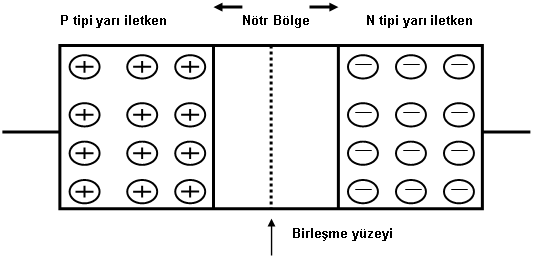 P tipi yarı iletken Nötr Bölge N tipi yarı iletken
Birleşme yüzeyi